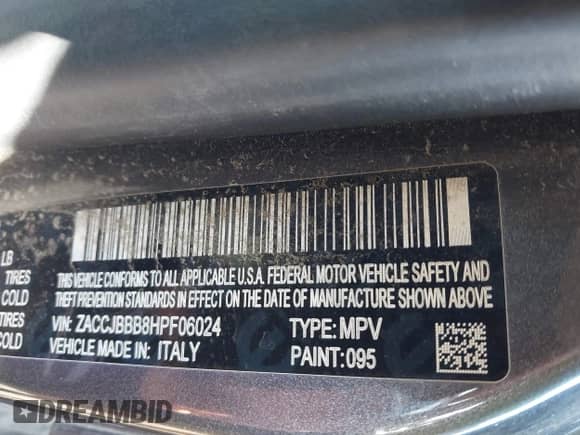 LB
TIRES
COLD
TIRES
COLD
THIS VEHICLE CONFORMS TO ALL APPLICABLE U.S.A. FEDERAL MOTOR VEHICLE SAFETY AND
THEFT PREVENTION STANDARDS IN EFFECT ON THE DATE OF MANUFACTURE SHOWN ABOVE
VIN: ZACCJBBB8HPF06024
TYPE: MPV
VEHICLE MADE IN: ITALY
PAINT: 095
DREAMBID